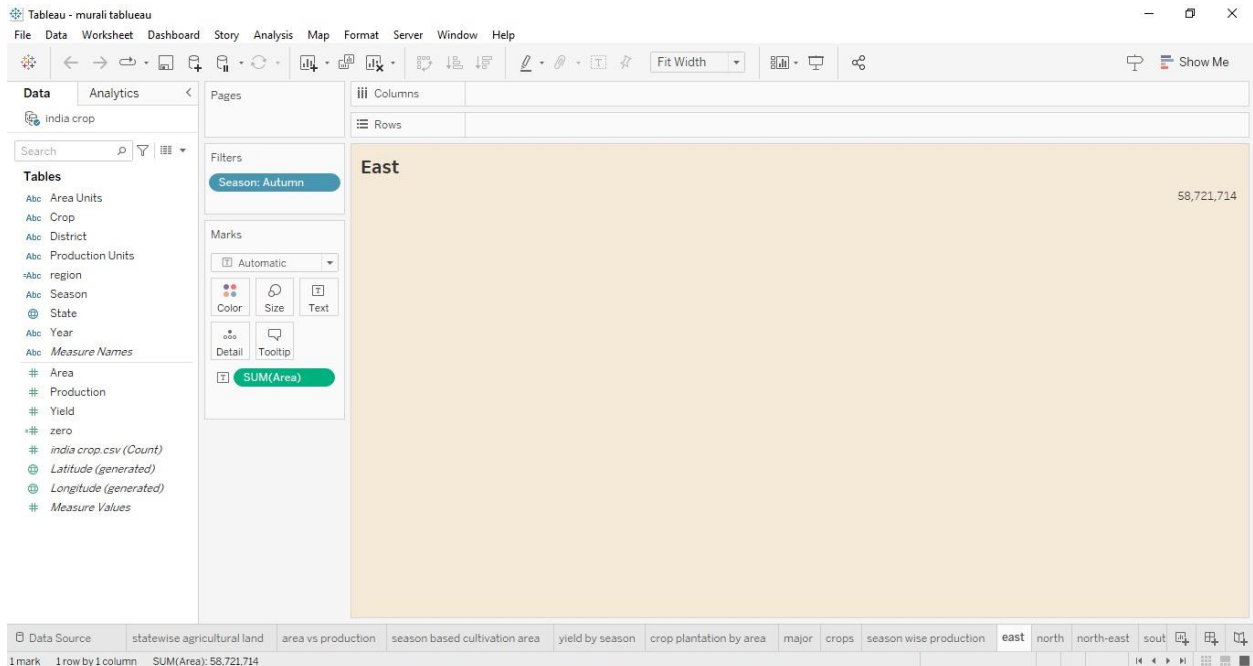 Tableau - murali tablueau
File Data Worksheet Dashboard Story Analysis Map Format Server Window Help
Fit Width
Show Me
Data Analytics
india crop
Search
Tables
Abc Area Units
Abc Crop
Abc District
Abc Production Units
=Abc region
Abc Season
State
Abc Year
Abc Measure Names
# Area
# Production
# Yield
=# zero
# india crop.csv (Count)
Latitude (generated)
Longitude (generated)
# Measure Values
Pages
Filters
Season: Autumn
Marks
Automatic
Color Size Text
Detail Tooltip
SUM(Area)
Columns
Rows
East
58,721,714
Data Source statewise agricultural land area vs production season based cultivation area yield by season crop plantation by area major crops season wise production east north north-east sout
1 mark 1 row by 1 column SUM(Area): 58,721,714